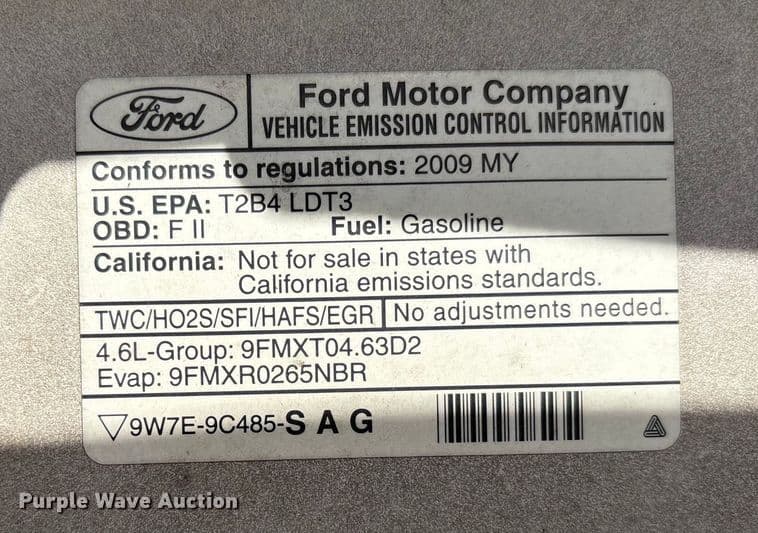 Ford
Ford Motor Company
VEHICLE EMISSION CONTROL INFORMATION
Conforms to regulations: 2009 MY
U.S. EPA: T2B4 LDT3
OBD: F II Fuel: Gasoline
California: Not for sale in states with
California emissions standards.
TWC/HO2S/SFI/HAFS/EGR No adjustments needed.
4.6L-Group: 9FMXT04.63D2
Evap: 9FMXR0265NBR
9W7E-9C485-S A G
Purple Wave Auction